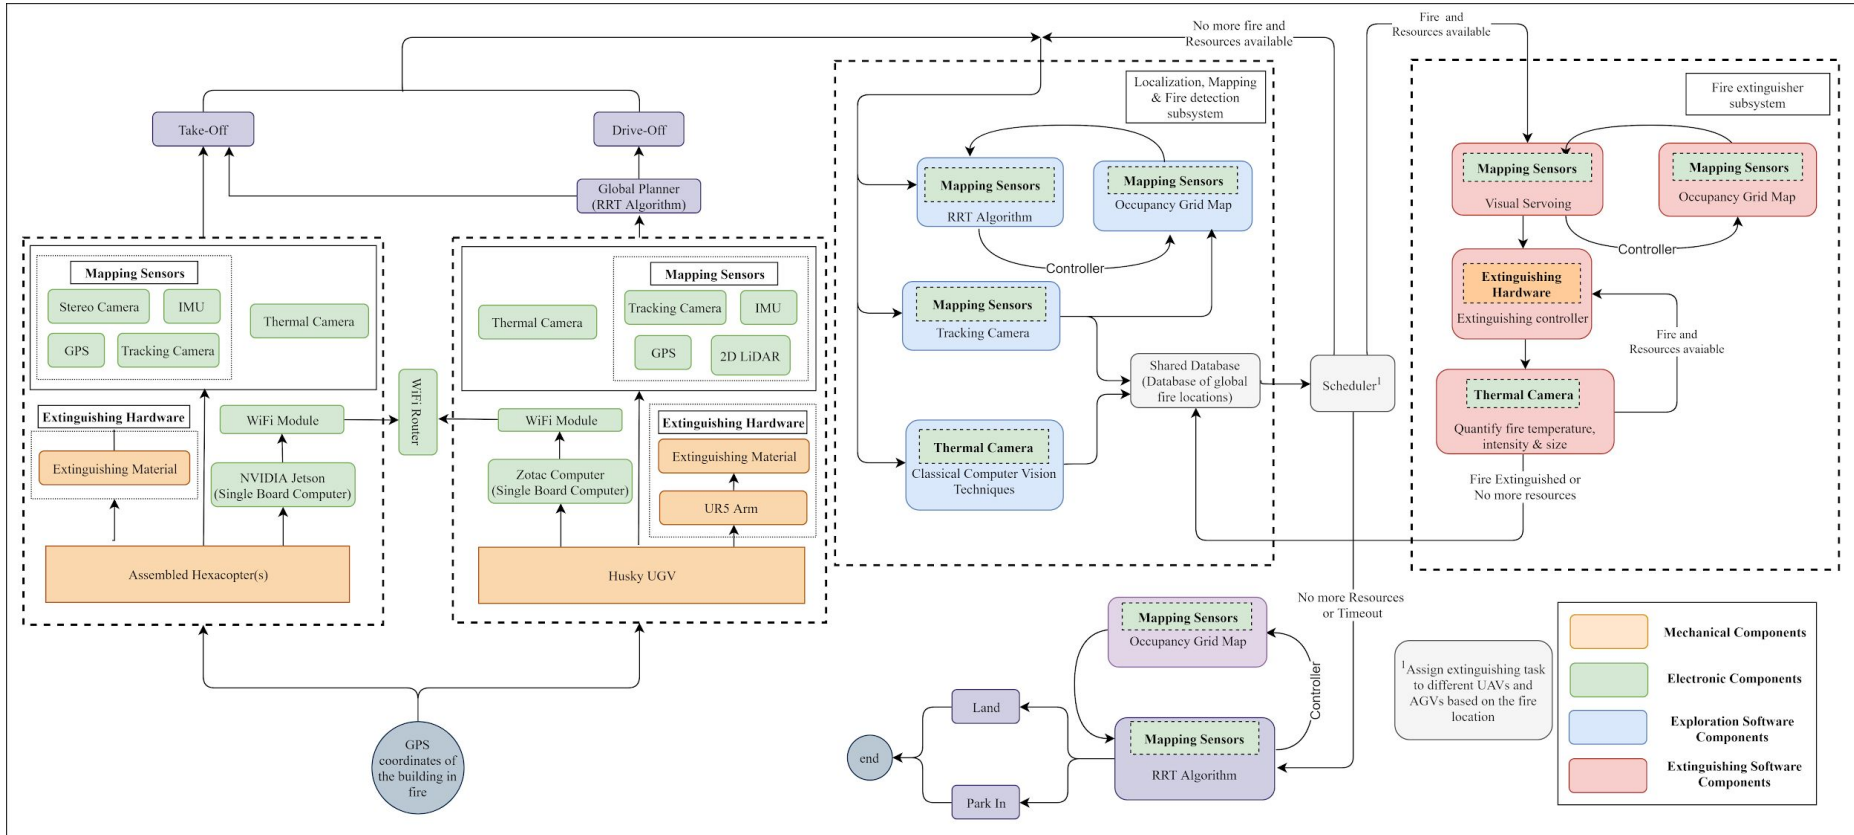 No more fire and
Resources available
Fire and
Resources available
Take-Off
Drive-Off
Global Planner
(RRT Algorithm)
Mapping Sensors
Stereo Camera
IMU
GPS
Tracking Camera
Thermal Camera
Extinguishing Hardware
Extinguishing Material
WiFi Module
NVIDIA Jetson
(Single Board Computer)
Assembled Hexacopter(s)
WiFi Router
Thermal Camera
Mapping Sensors
Tracking Camera
IMU
GPS
2D LiDAR
WiFi Module
Zotac Computer
(Single Board Computer)
Extinguishing Hardware
Extinguishing Material
UR5 Arm
Husky UGV
GPS
coordinates of
the building in
fire
Localization, Mapping
& Fire detection
subsystem
Mapping Sensors
RRT Algorithm
Mapping Sensors
Occupancy Grid Map
Controller
Mapping Sensors
Tracking Camera
Thermal Camera
Classical Computer Vision
Techniques
Shared Database
(Database of global
fire locations)
Scheduler1
Fire extinguisher
subsystem
Mapping Sensors
Visual Servoing
Mapping Sensors
Occupancy Grid Map
Controller
Extinguishing
Hardware
Extinguishing controller
Fire and
Resources avaiable
Thermal Camera
Quantify fire temperature,
intensity & size
Fire Extinguished or
No more resources
No more Resources
or Timeout
Mapping Sensors
Occupancy Grid Map
Controller
Mapping Sensors
RRT Algorithm
Land
Park In
end
1Assign extinguishing task
to different UAVs and
AGVs based on the fire
location
Mechanical Components
Electronic Components
Exploration Software
Components
Extinguishing Software
Components